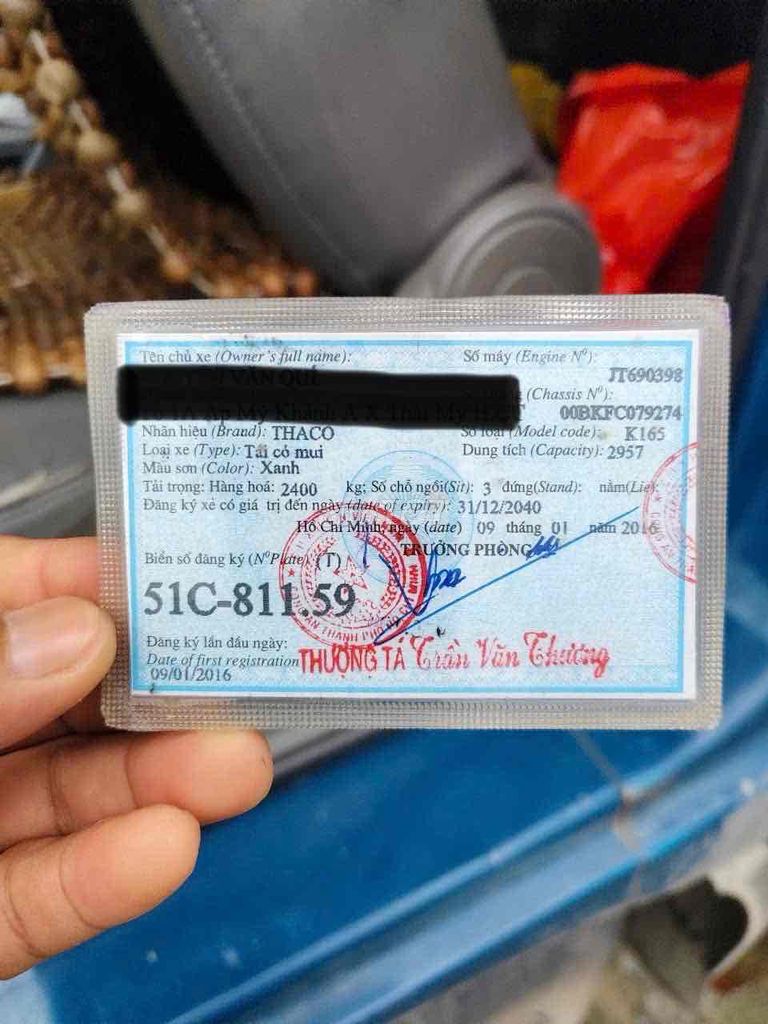 Tên chủ xe (Owner's full name): Số máy (Engine Nº):
JT690398
(Chassis Nº):
00BKFC079274
Nhãn hiệu (Brand): THACO Số loại (Model code): K165
Loại xe (Type): Tải có mui Dung tích (Capacity): 2957
Màu sơn (Color): Xanh
Tải trọng: Hàng hoá: 2400 kg; Số chỗ ngồi(Sit): 3 đứng(Stand): nằm(Lie):
Đăng ký xe có giá trị đến ngày (date of expiry): 31/12/2040
Hồ Chí Minh, ngày (date) 09 tháng 01 năm 2016
TRƯỞNG PHÒNG
Biển số đăng ký (NºPlate) (T)
51C-811.59
Đăng ký lần đầu ngày:
Date of first registration
09/01/2016
THƯỢNG TÁ Trần Văn Thương